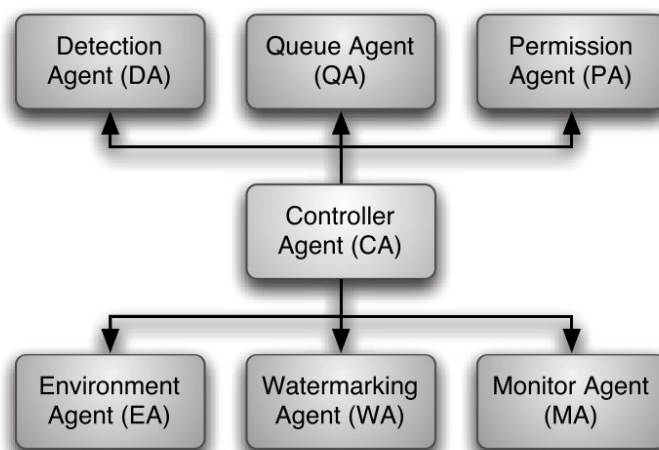 Detection
Agent (DA)
Queue Agent
(QA)
Permission
Agent (PA)
Controller
Agent (CA)
Environment
Agent (EA)
Watermarking
Agent (WA)
Monitor Agent
(MA)